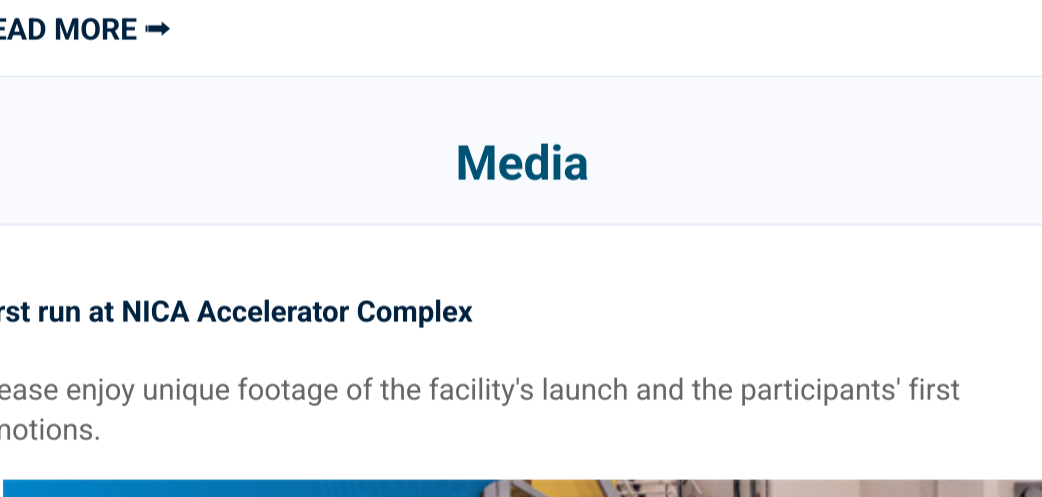 EAD MORE ➡
Media
rst run at NICA Accelerator Complex
ease enjoy unique footage of the facility's launch and the participants' first
notions.